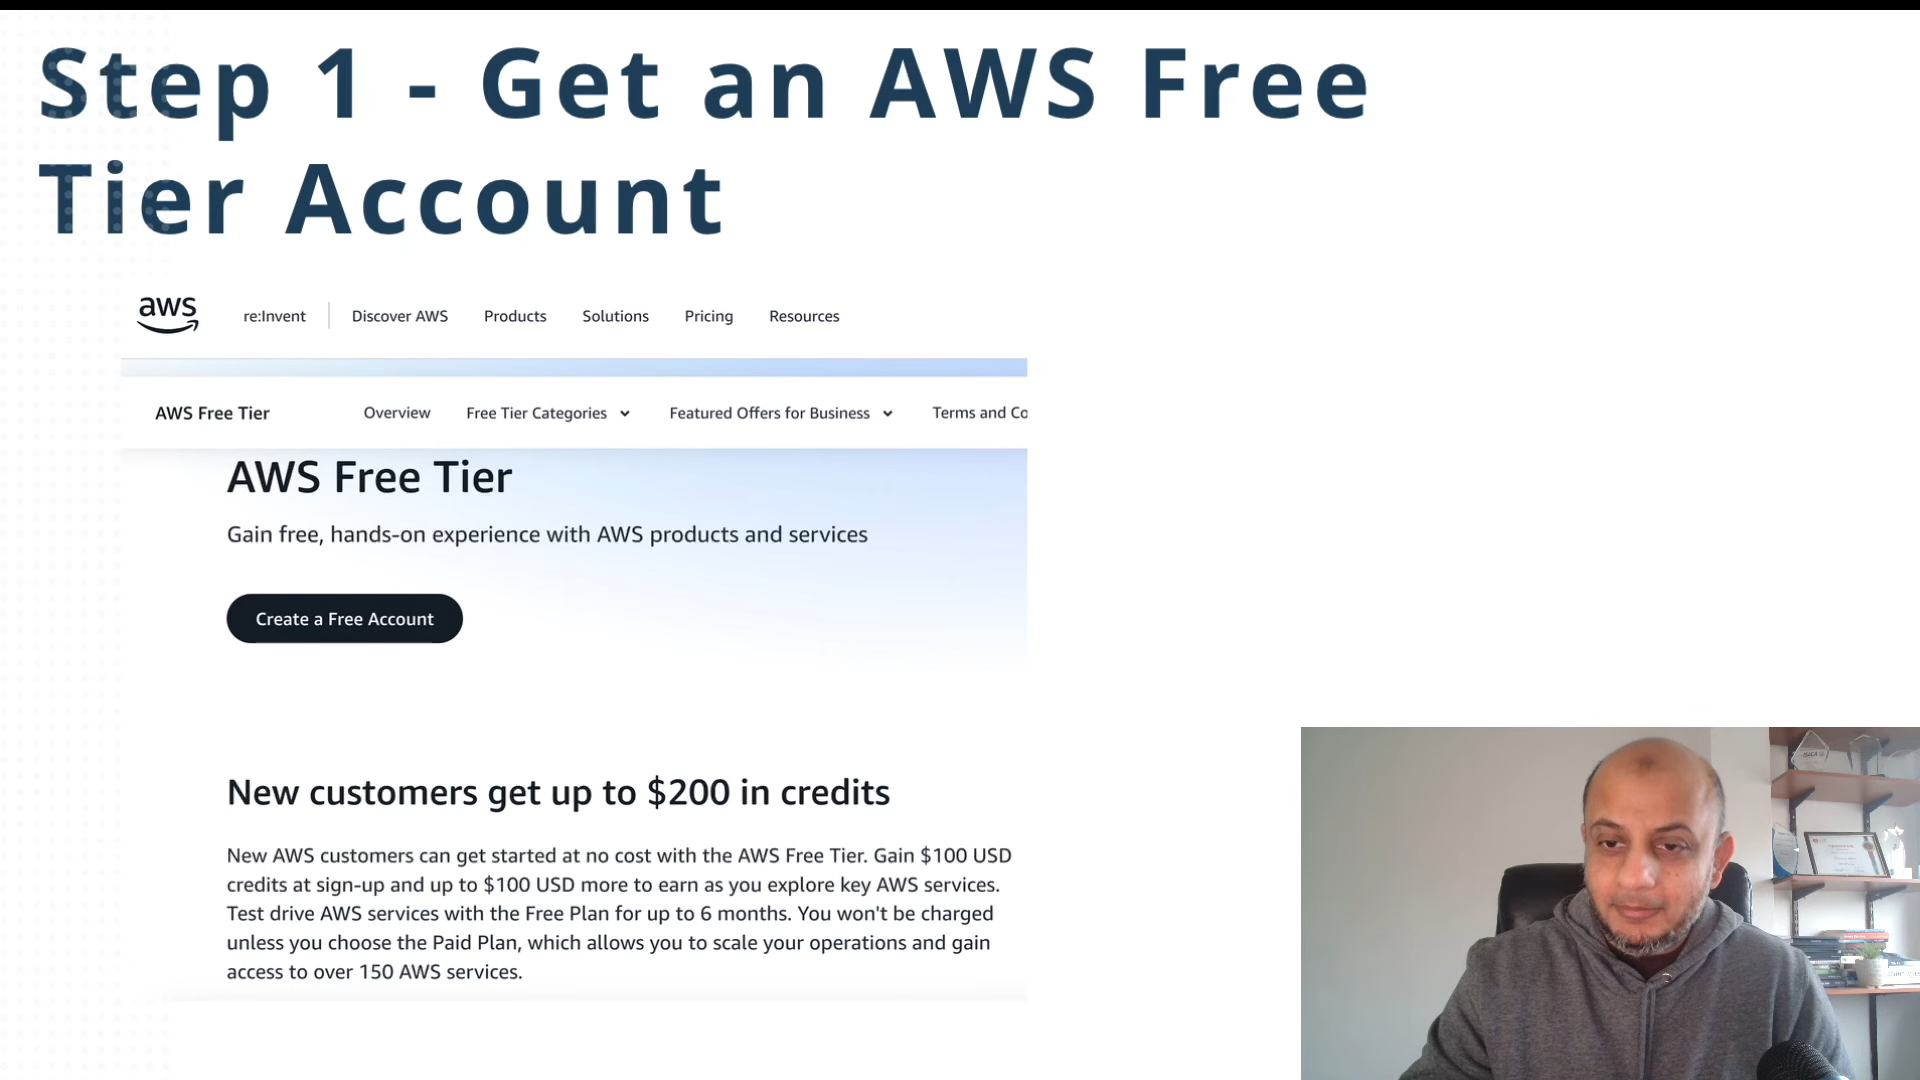 Step 1 - Get an AWS Free
Tier Account
aws
re:Invent
Discover AWS
Products
Solutions
Pricing
Resources
AWS Free Tier
Overview
Free Tier Categories
Featured Offers for Business
Terms and Co
AWS Free Tier
Gain free, hands-on experience with AWS products and services
Create a Free Account
New customers get up to $200 in credits
New AWS customers can get started at no cost with the AWS Free Tier. Gain $100 USD
credits at sign-up and up to $100 USD more to earn as you explore key AWS services.
Test drive AWS services with the Free Plan for up to 6 months. You won't be charged
unless you choose the Paid Plan, which allows you to scale your operations and gain
access to over 150 AWS services.